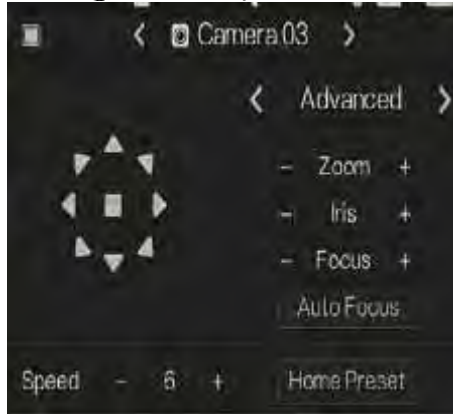 < Camera 03 >
< Advanced >
- Zoom +
- Iris +
- Focus +
Auto Focus
Speed - 6 +
Home Preset